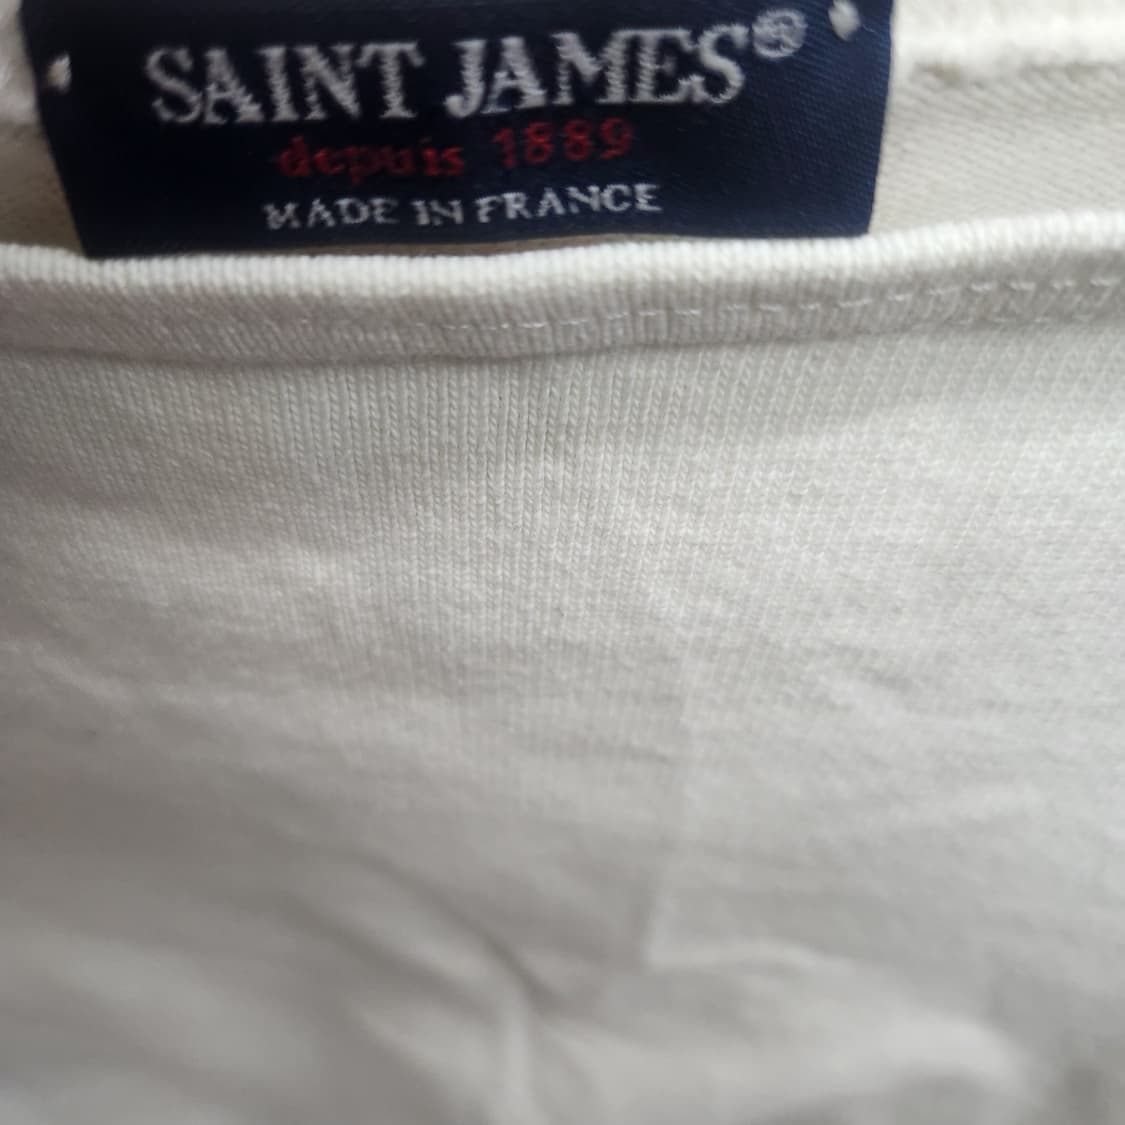 SAINT JAMES®
depuis 1889
MADE IN FRANCE